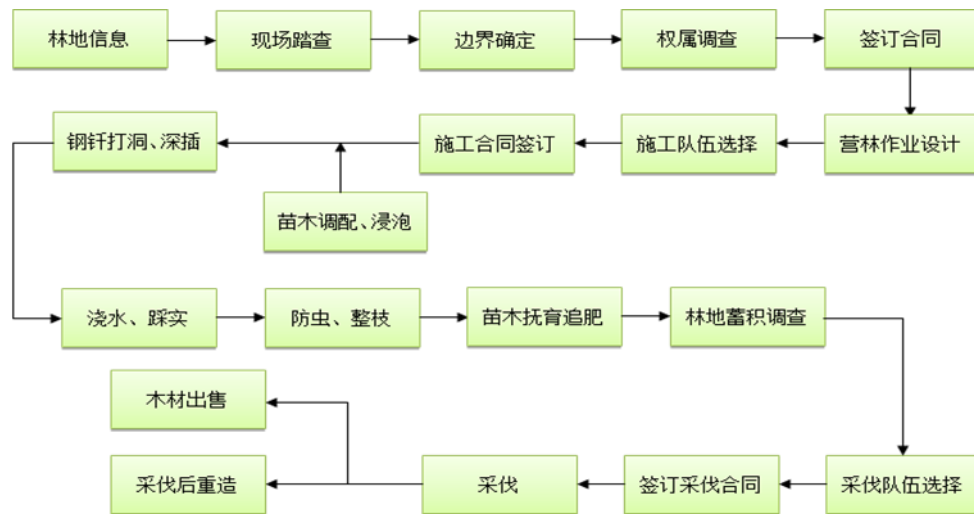 林地信息
现场踏查
边界确定
权属调查
签订合同
钢钎打洞、深插
施工合同签订
施工队伍选择
营林作业设计
苗木调配、浸泡
浇水、踩实
防虫、整枝
苗木抚育追肥
林地蓄积调查
木材出售
采伐后重造
采伐
签订采伐合同
采伐队伍选择